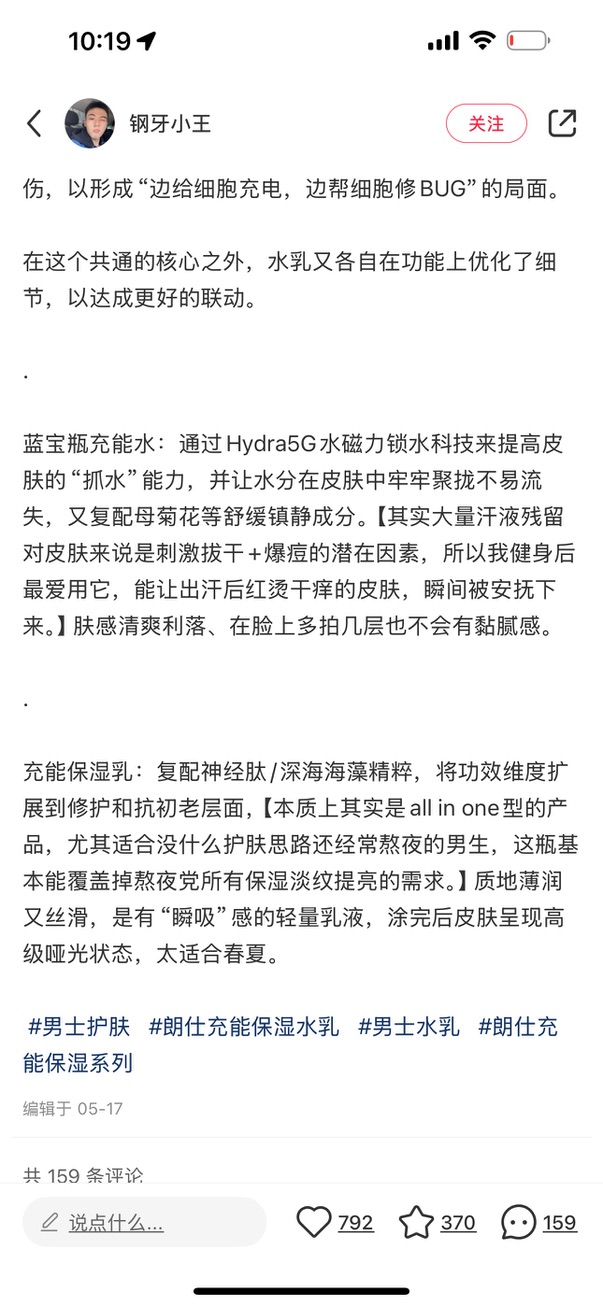 10:19
钢牙小王
关注
伤，以形成“边给细胞充电，边帮细胞修BUG”的局面。
在这个共通的核心之外，水乳又各自在功能上优化了细
节，以达成更好的联动。
.
蓝宝瓶充能水：通过Hydra5G水磁力锁水科技来提高皮
肤的“抓水”能力，并让水分在皮肤中牢牢聚拢不易流
失，又复配母菊花等舒缓镇静成分。【其实大量汗液残留
对皮肤来说是刺激拔干+爆痘的潜在因素，所以我健身后
最爱用它，能让出汗后红烫干痒的皮肤，瞬间被安抚下
来。】肤感清爽利落、在脸上多拍几层也不会有黏腻感。
.
充能保湿乳：复配神经肽/深海海藻精粹，将功效维度扩
展到修护和抗初老层面，【本质上其实是all in one型的产
品，尤其适合没什么护肤思路还经常熬夜的男生，这瓶基
本能覆盖掉熬夜党所有保湿淡纹提亮的需求。】质地薄润
又丝滑，是有“瞬吸”感的轻量乳液，涂完后皮肤呈现高
级哑光状态，太适合春夏。
#男士护肤 #朗仕充能保湿水乳 #男士水乳 #朗仕充
能保湿系列
编辑于 05-17
共 159 条评论
说点什么... 792 370 159